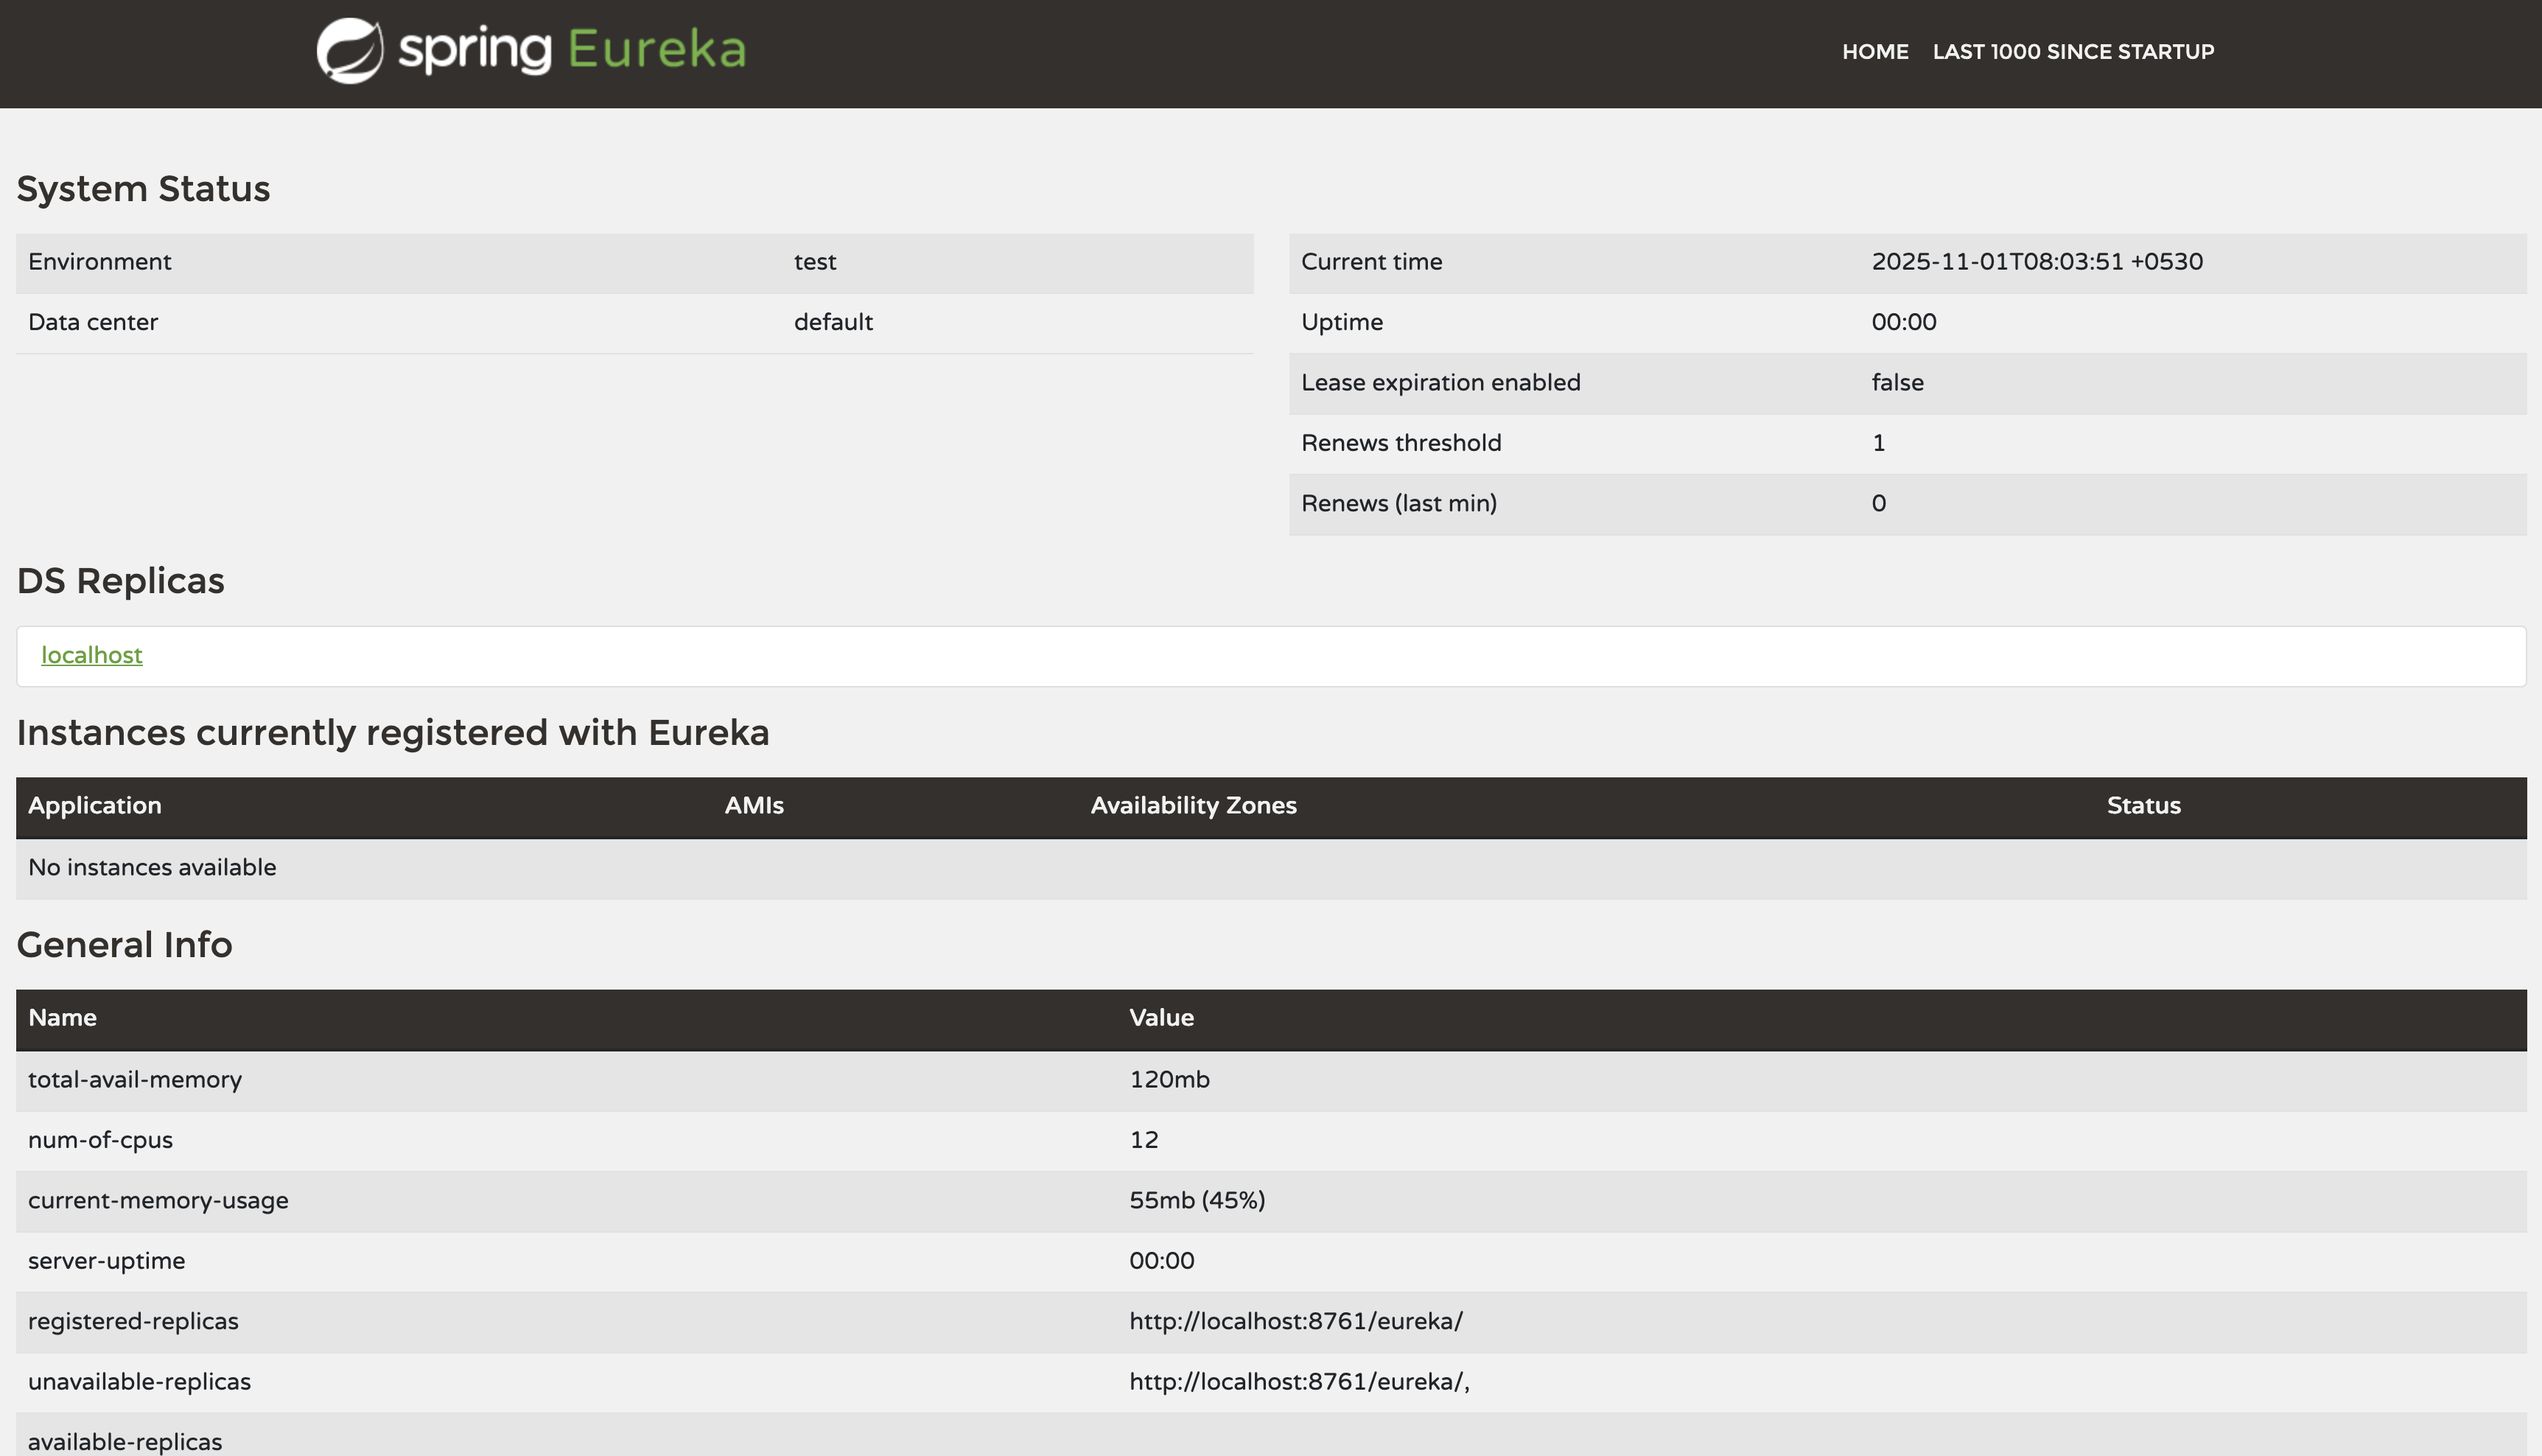 spring Eureka
HOME LAST 1000 SINCE STARTUP
System Status
Environment test
Data center default
Current time 2025-11-01T08:03:51 +0530
Uptime 00:00
Lease expiration enabled false
Renews threshold 1
Renews (last min) 0
DS Replicas
localhost
Instances currently registered with Eureka
Application AMIs Availability Zones Status
No instances available
General Info
Name Value
total-avail-memory 120mb
num-of-cpus 12
current-memory-usage 55mb (45%)
server-uptime 00:00
registered-replicas http://localhost:8761/eureka/
unavailable-replicas http://localhost:8761/eureka/,
available-replicas